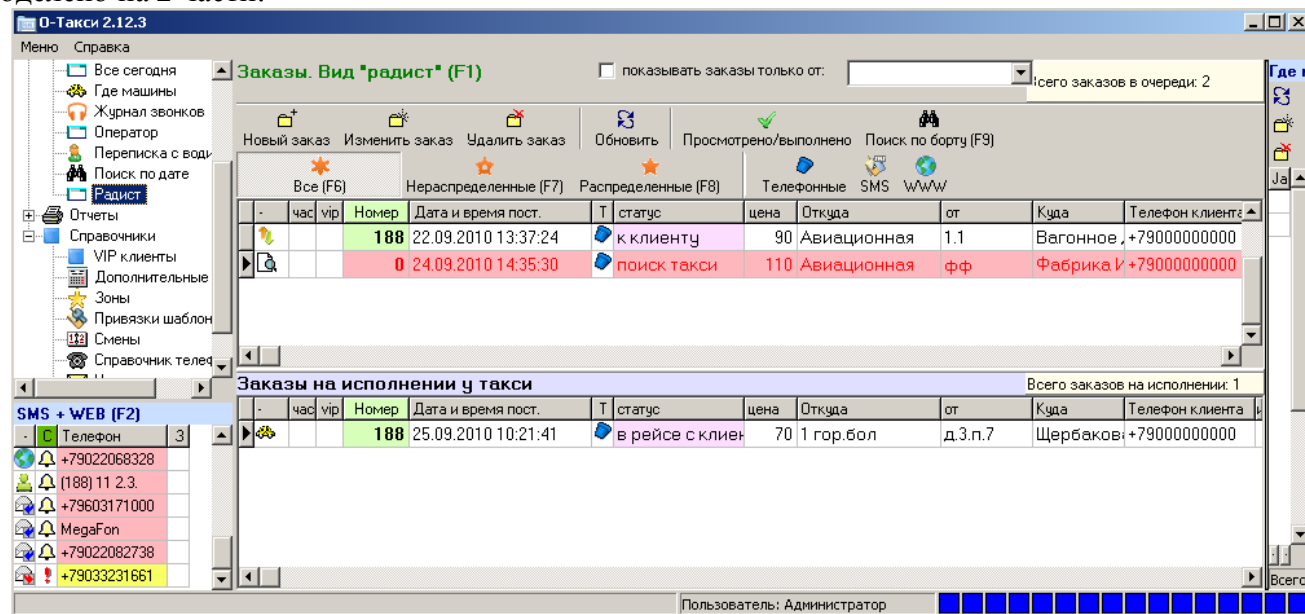 О-Такси 2.12.3
Меню Справка
Все сегодня
Где машины
Журнал звонков
Оператор
Переписка с води
Поиск по дате
Радист
Отчеты
Справочники
VIP клиенты
Дополнительные
Зоны
Привязки шаблон
Смены
Справочник телеф
Заказы. Вид "радист" (F1)
показывать заказы только от:
Всего заказов в очереди: 2
Новый заказ Изменить заказ Удалить заказ Обновить Просмотрено/выполнено Поиск по борту (F9)
Все (F6) Нераспределенные (F7) Распределенные (F8) Телефонные SMS WWW
- час vip Номер Дата и время пост. Т статус цена Откуда от Куда Телефон клиента
188 22.09.2010 13:37:24 к клиенту 90 Авиационная 1.1 Вагонное +79000000000
0 24.09.2010 14:35:30 поиск такси 110 Авиационная фф Фабрика И +79000000000
Заказы на исполнении у такси
Всего заказов на исполнении: 1
- час vip Номер Дата и время пост. Т статус цена Откуда от Куда Телефон клиента
188 25.09.2010 10:21:41 в рейсе с клиен 70 1 гор.бол д.3.п.7 Щербакова +79000000000
SMS + WEB (F2)
- С Телефон З
+79022068328
(188) 11 2.3.
+79603171000
MegaFon
+79022082738
+79033231661
Где
Ja
Всего
Пользователь: Администратор